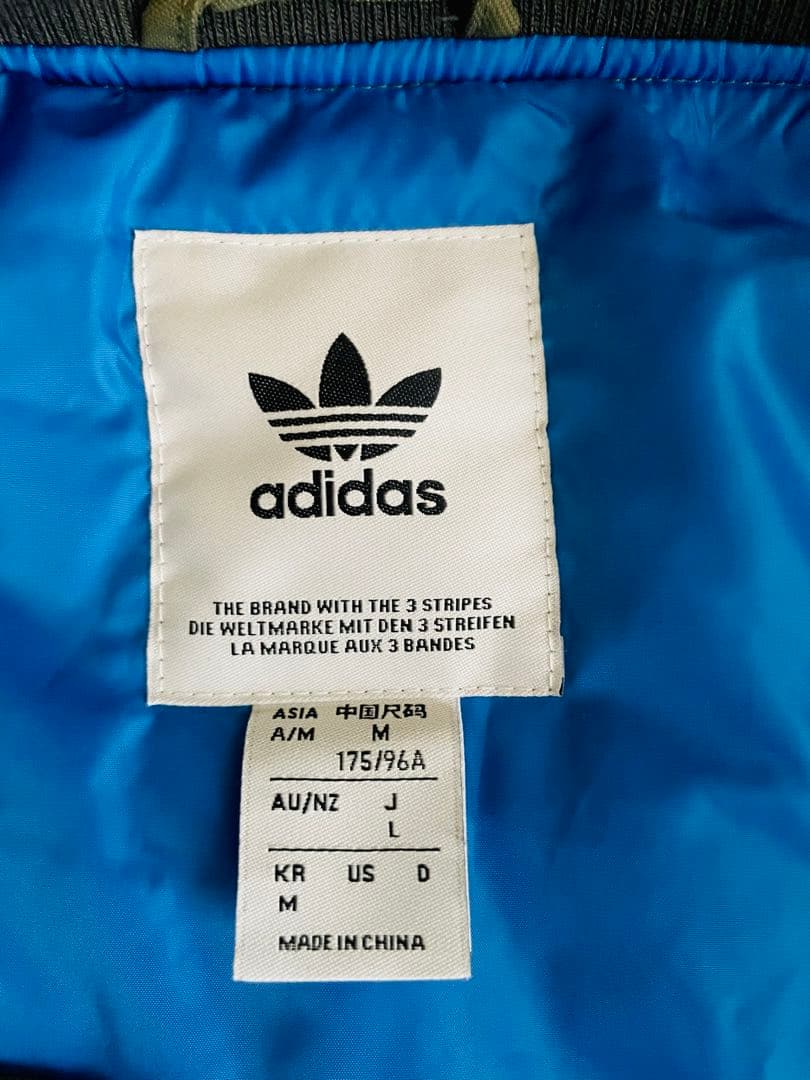 adidas
THE BRAND WITH THE 3 STRIPES
DIE WELTMARKE MIT DEN 3 STREIFEN
LA MARQUE AUX 3 BANDES
ASIA 中国尺码
A/M M
175/96A
AU/NZ J
L
KR US D
M
MADE IN CHINA